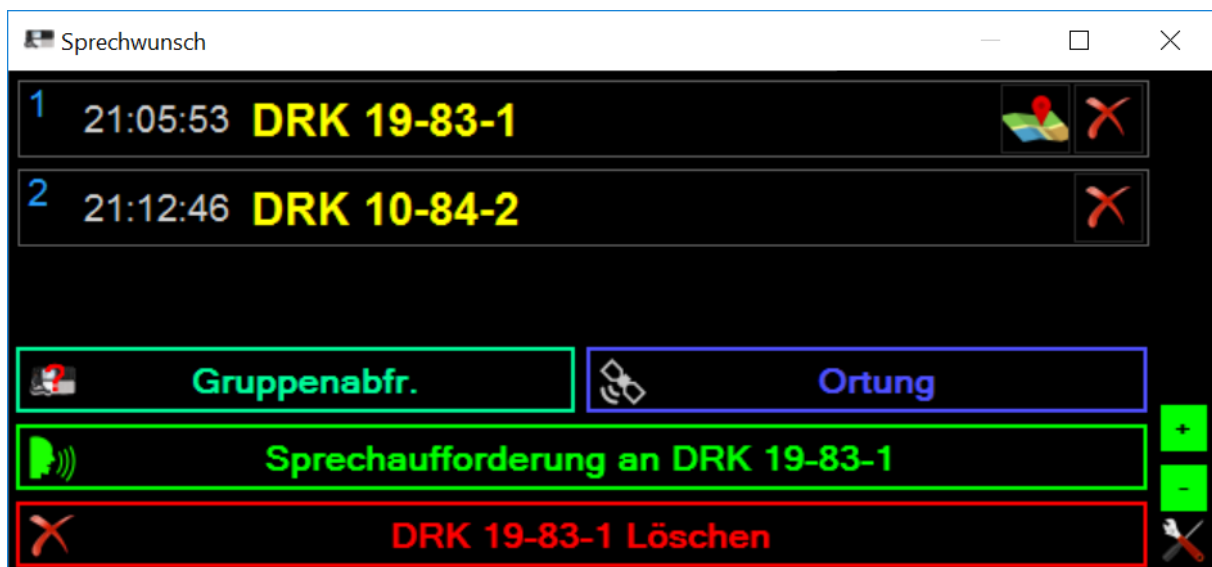 Sprechwunsch
1 21:05:53 DRK 19-83-1
2 21:12:46 DRK 10-84-2
? Gruppenabfr. Ortung
Sprechaufforderung an DRK 19-83-1
+
-
DRK 19-83-1 Löschen